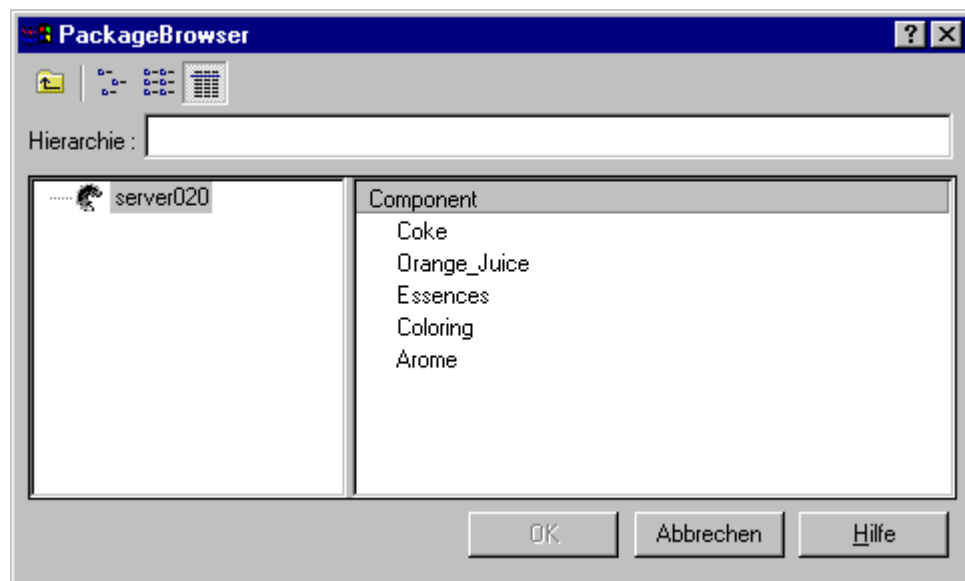 PackageBrowser
Hierarchie :
server020
Component
Coke
Orange_Juice
Essences
Coloring
Arome
OK Abbrechen Hilfe